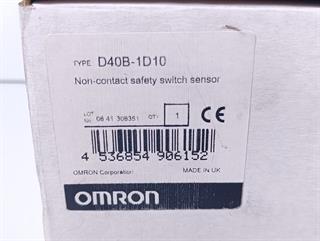 TYPE D40B-1D10
Non-contact safety switch sensor
LOT No. 08 41 308351 QTY 1 CE
4 536854 906152
OMRON Corporation MADE IN UK
OMRON